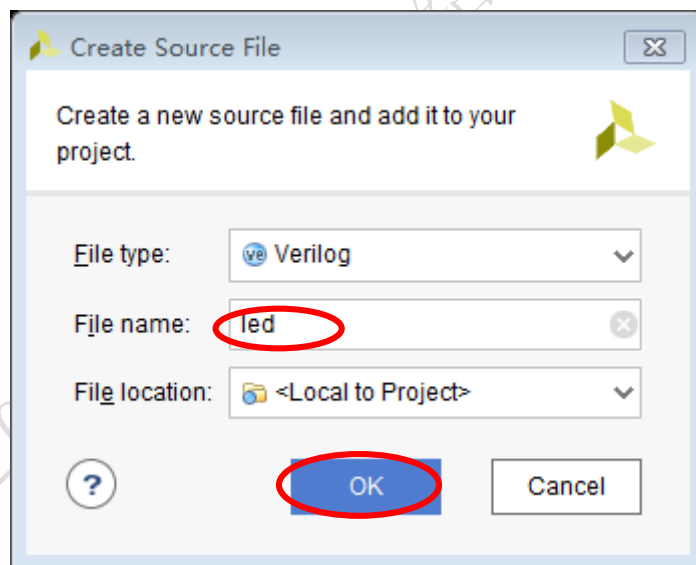 Create Source File
Create a new source file and add it to your
project.
File type:
Verilog
File name:
led
File location:
<Local to Project>
?
OK
Cancel